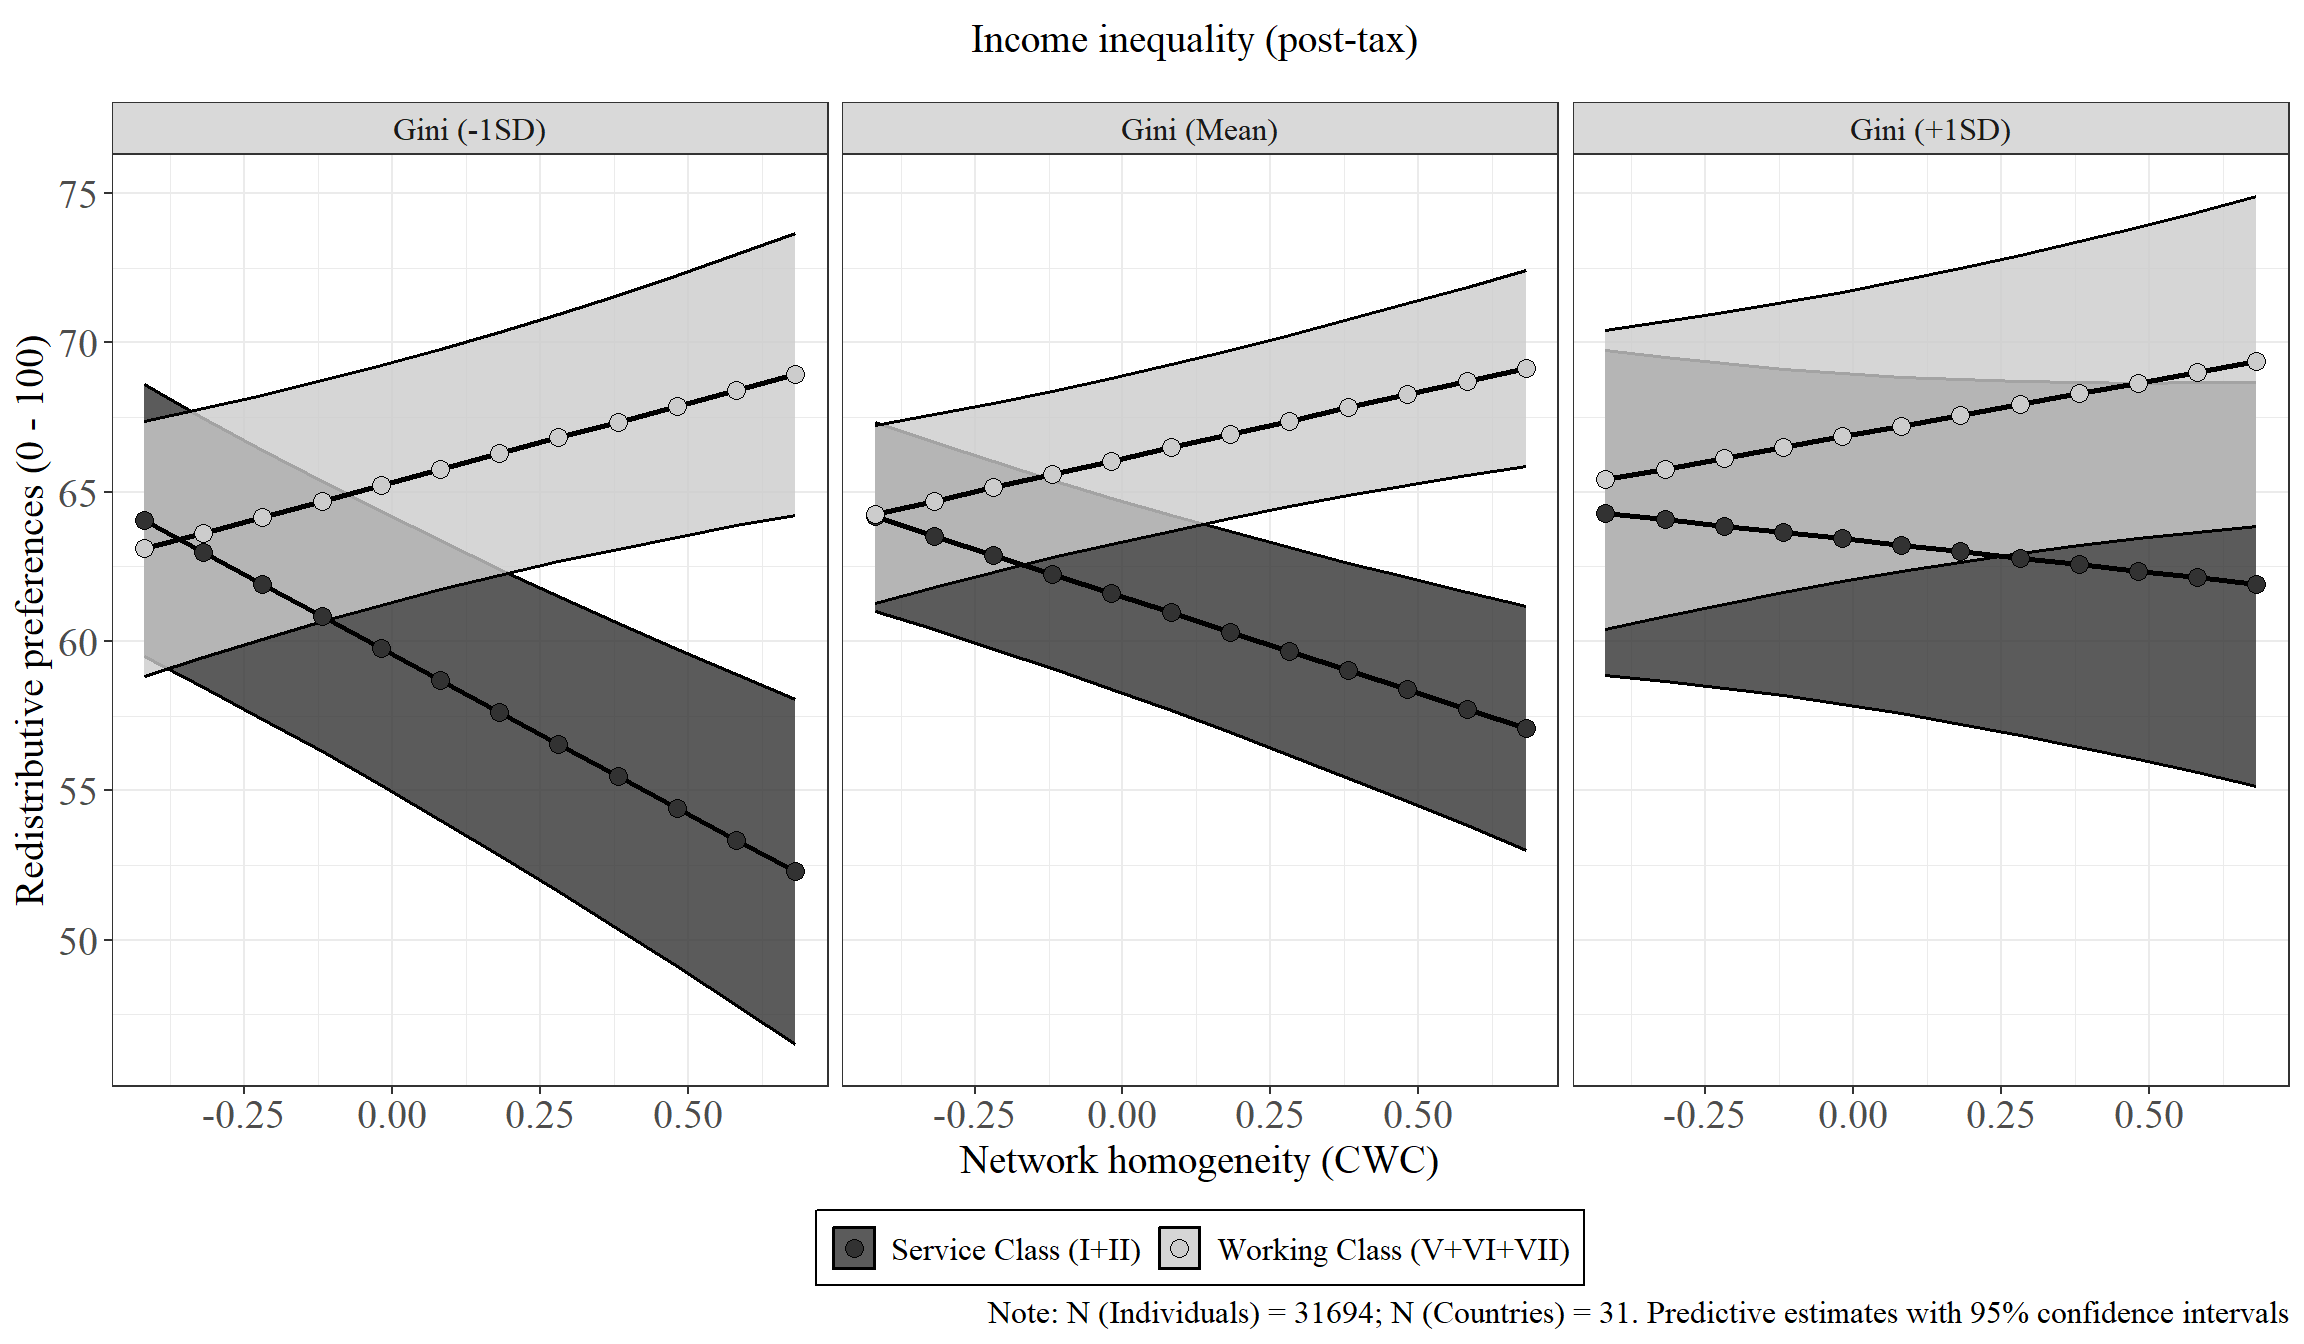 Income inequality (post-tax)
Gini (-1SD)
Gini (Mean)
Gini (+1SD)
Redistributive preferences (0 - 100)
75
70
65
60
55
50
-0.25 0.00 0.25 0.50
-0.25 0.00 0.25 0.50
-0.25 0.00 0.25 0.50
Network homogeneity (CWC)
Service Class (I+II) Working Class (V+VI+VII)
Note: N (Individuals) = 31694; N (Countries) = 31. Predictive estimates with 95% confidence intervals